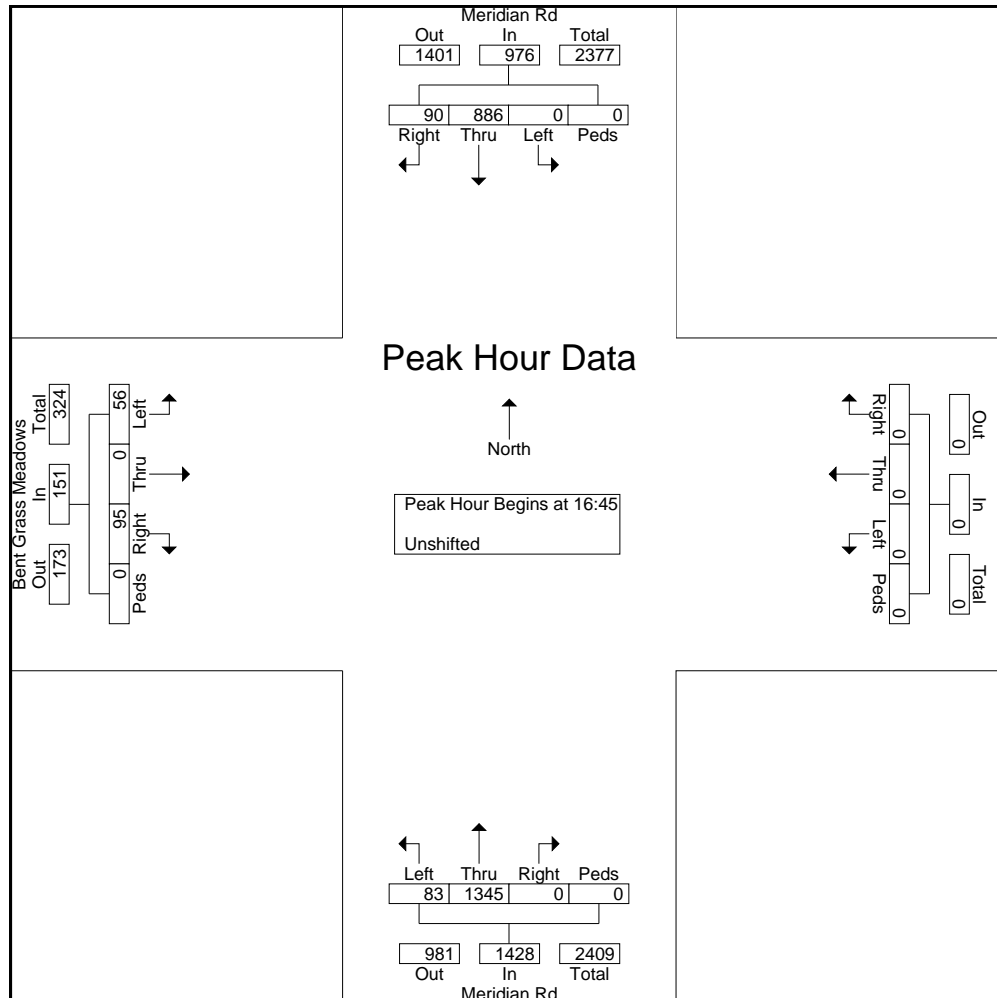 Meridian Rd
Out In Total
1401 976 2377
90 886 0 0
Right Thru Left Peds
Peak Hour Data
North
Peak Hour Begins at 16:45
Unshifted
Bent Grass Meadows
Out In Total
173 151 324
56 0 95 0
Left Thru Right Peds
Out In Total
0 0 0
Right Thru Left Peds
0 0 0 0
Left Thru Right Peds
83 1345 0 0
981 1428 2409
Out In Total
Meridian Rd